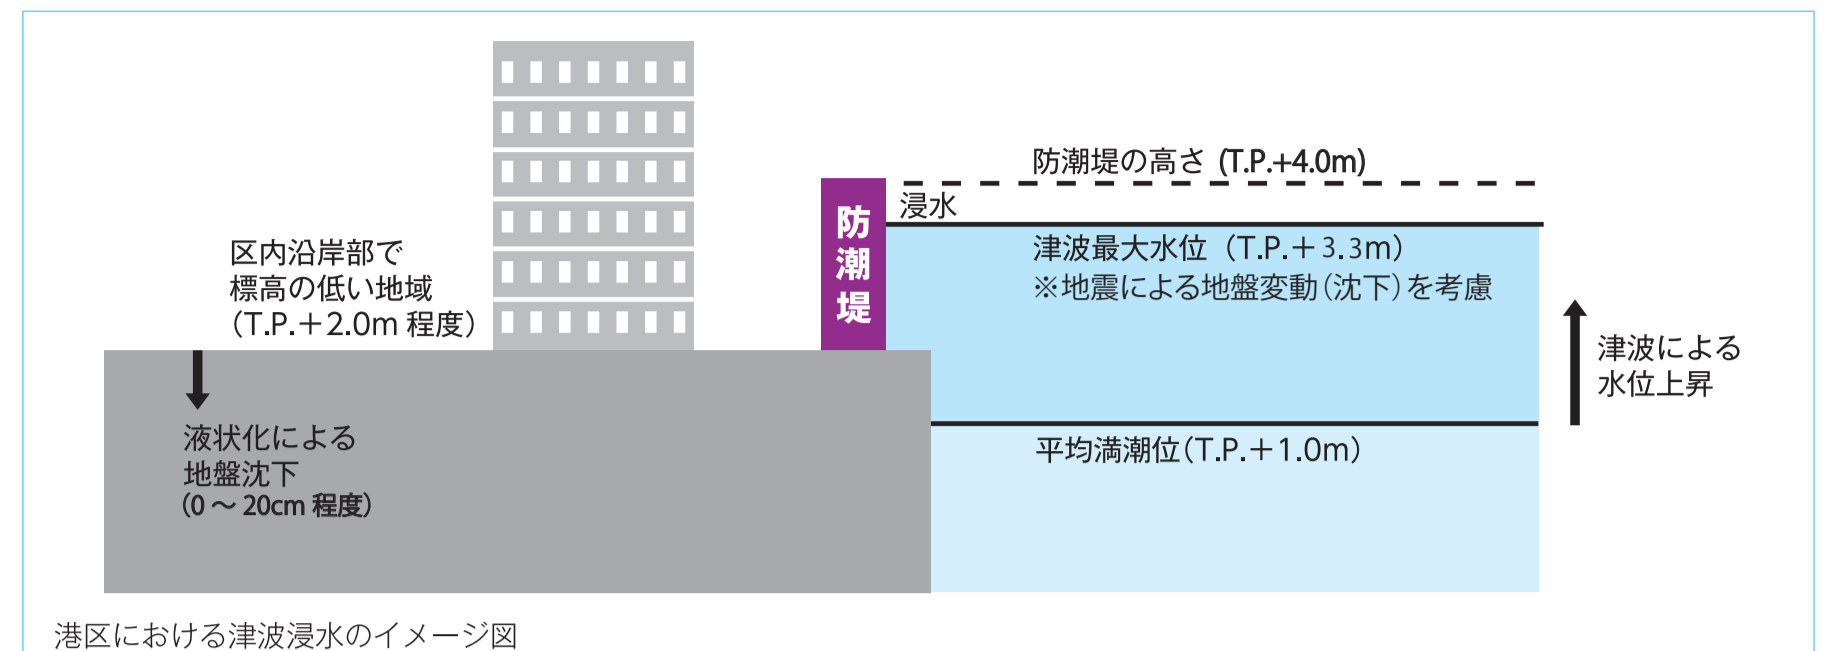 防潮堤の高さ (T.P.+4.0m)
浸水
防潮堤
津波最大水位（T.P.＋3.3m）
※地震による地盤変動（沈下）を考慮
区内沿岸部で
標高の低い地域
（T.P.＋2.0m 程度）
津波による
水位上昇
液状化による
地盤沈下
(0 ～ 20cm 程度)
平均満潮位（T.P.＋1.0m）
港区における津波浸水のイメージ図